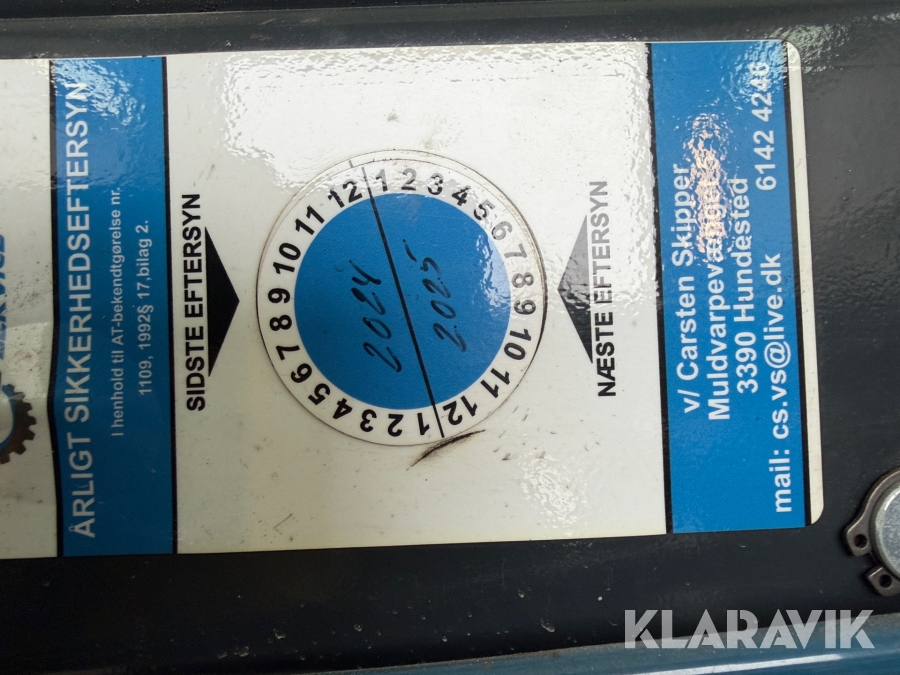 ÅRLIGT SIKKERHEDSEFTERSYN
I henhold til AT-bekendtgørelse nr.
1109, 1992§ 17,bilag 2.
SIDSTE EFTERSYN
1 2 3 4 5 6 7 8 9 10 11 12
2024
2025
1 2 3 4 5 6 7 8 9 10 11 12
NÆSTE EFTERSYN
v/ Carsten Skipper
Muldvarpevænget
3390 Hundested
mail: cs.vs@live.dk 6142 4246
KLARAVIK